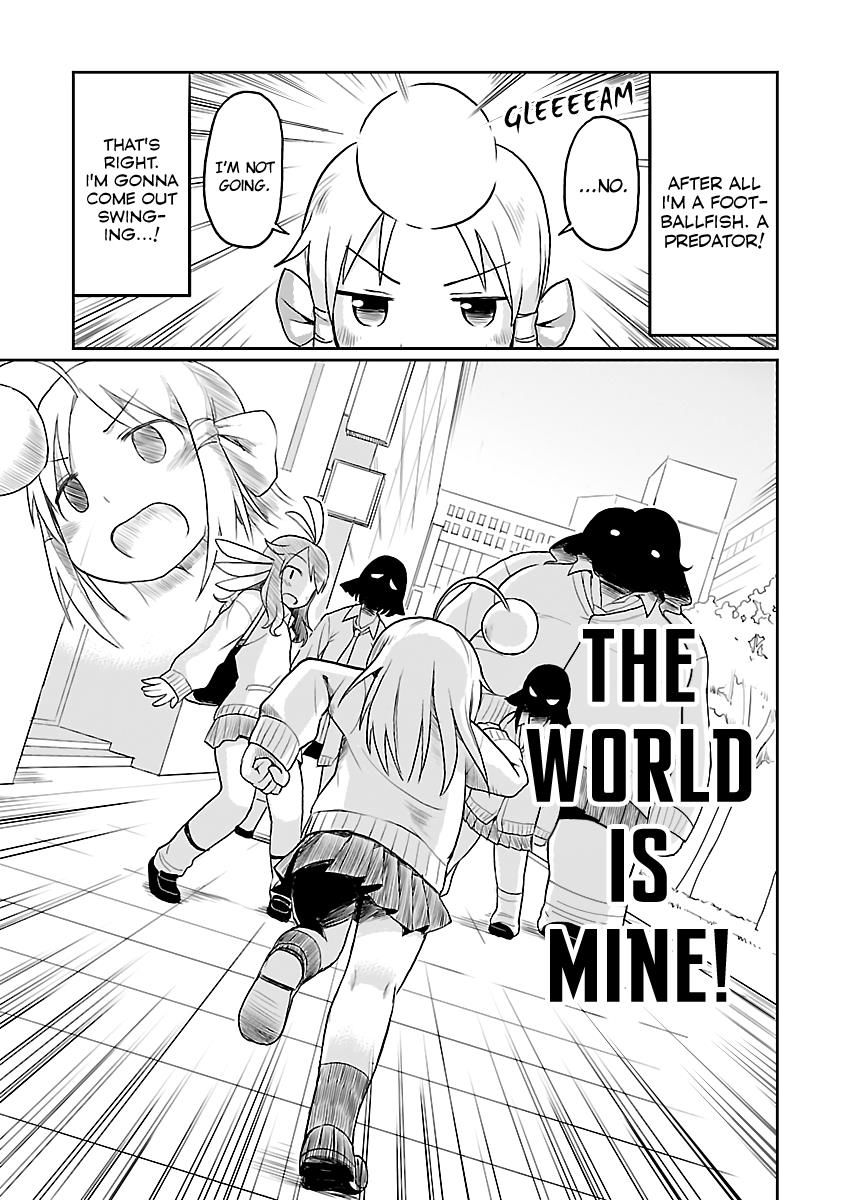 AFTER ALL
I'M A FOOT-
BALLFISH. A
PREDATOR!
GLEEEEAM
...NO.
I'M NOT
GOING.
THAT'S
RIGHT.
I'M GONNA
COME OUT
SWING-
ING...!
THE
WORLD
IS
MINE!